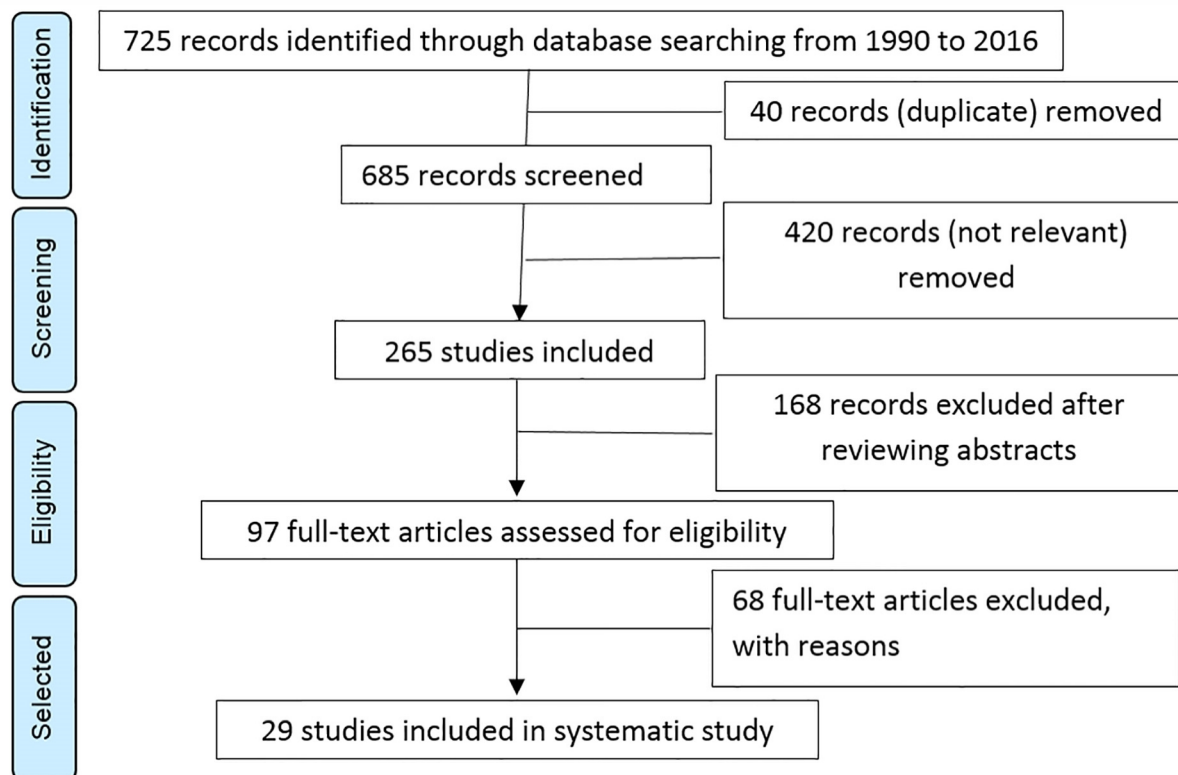 Identification
725 records identified through database searching from 1990 to 2016
40 records (duplicate) removed
685 records screened
Screening
420 records (not relevant)
removed
265 studies included
168 records excluded after
reviewing abstracts
Eligibility
97 full-text articles assessed for eligibility
68 full-text articles excluded,
with reasons
Selected
29 studies included in systematic study